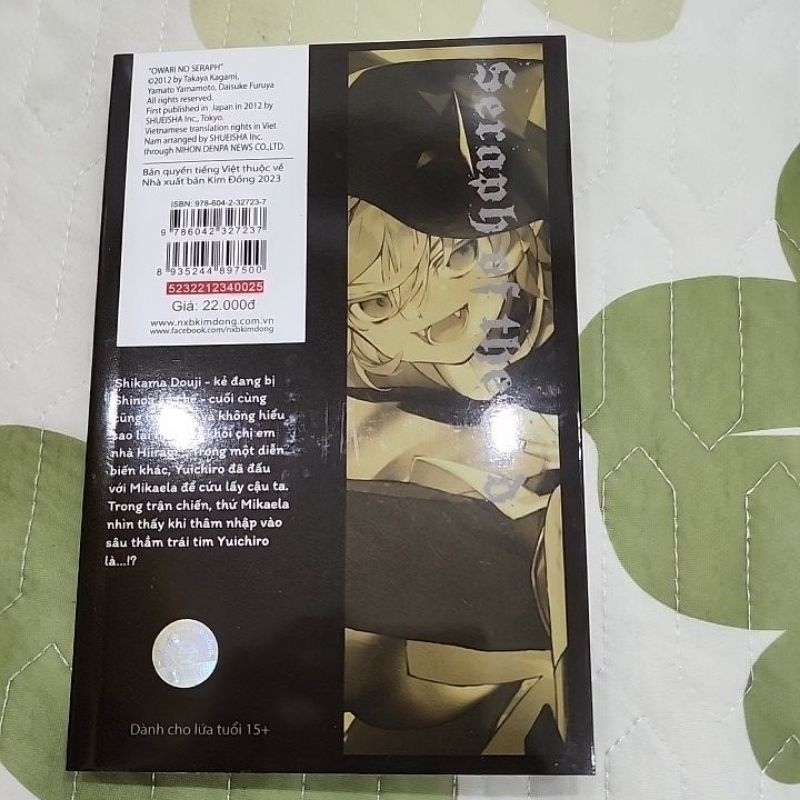 "OWARI NO SERAPH"
©2012 by Takaya Kagami,
Yamato Yamamoto, Daisuke Furuya
All rights reserved.
First published in Japan in 2012 by
SHUEISHA Inc., Tokyo.
Vietnamese translation rights in Viet
Nam arranged by SHUEISHA Inc.
through NIHON DENPA NEWS CO.,LTD.
Bản quyền tiếng Việt thuộc về
Nhà xuất bản Kim Đồng 2023
ISBN: 978-604-2-32723-7
9 786042 327237
8 935244 897500
5232212340025
Giá: 22.000đ
www.nxbkimdong.com.vn
www.facebook.com/nxbkimdong
Shikama Douji - kẻ đang bị
Shinoa - cuối cùng
cũng và không hiểu
sao lại khỏi chị em
nhà Hiiragi. Trong một diễn
biến khác, Yuichiro đã đấu
với Mikaela để cứu lấy cậu ta.
Trong trận chiến, thứ Mikaela
nhìn thấy khi thâm nhập vào
sâu thẳm trái tim Yuichiro
là...!?
Dành cho lứa tuổi 15+
Seraph of the